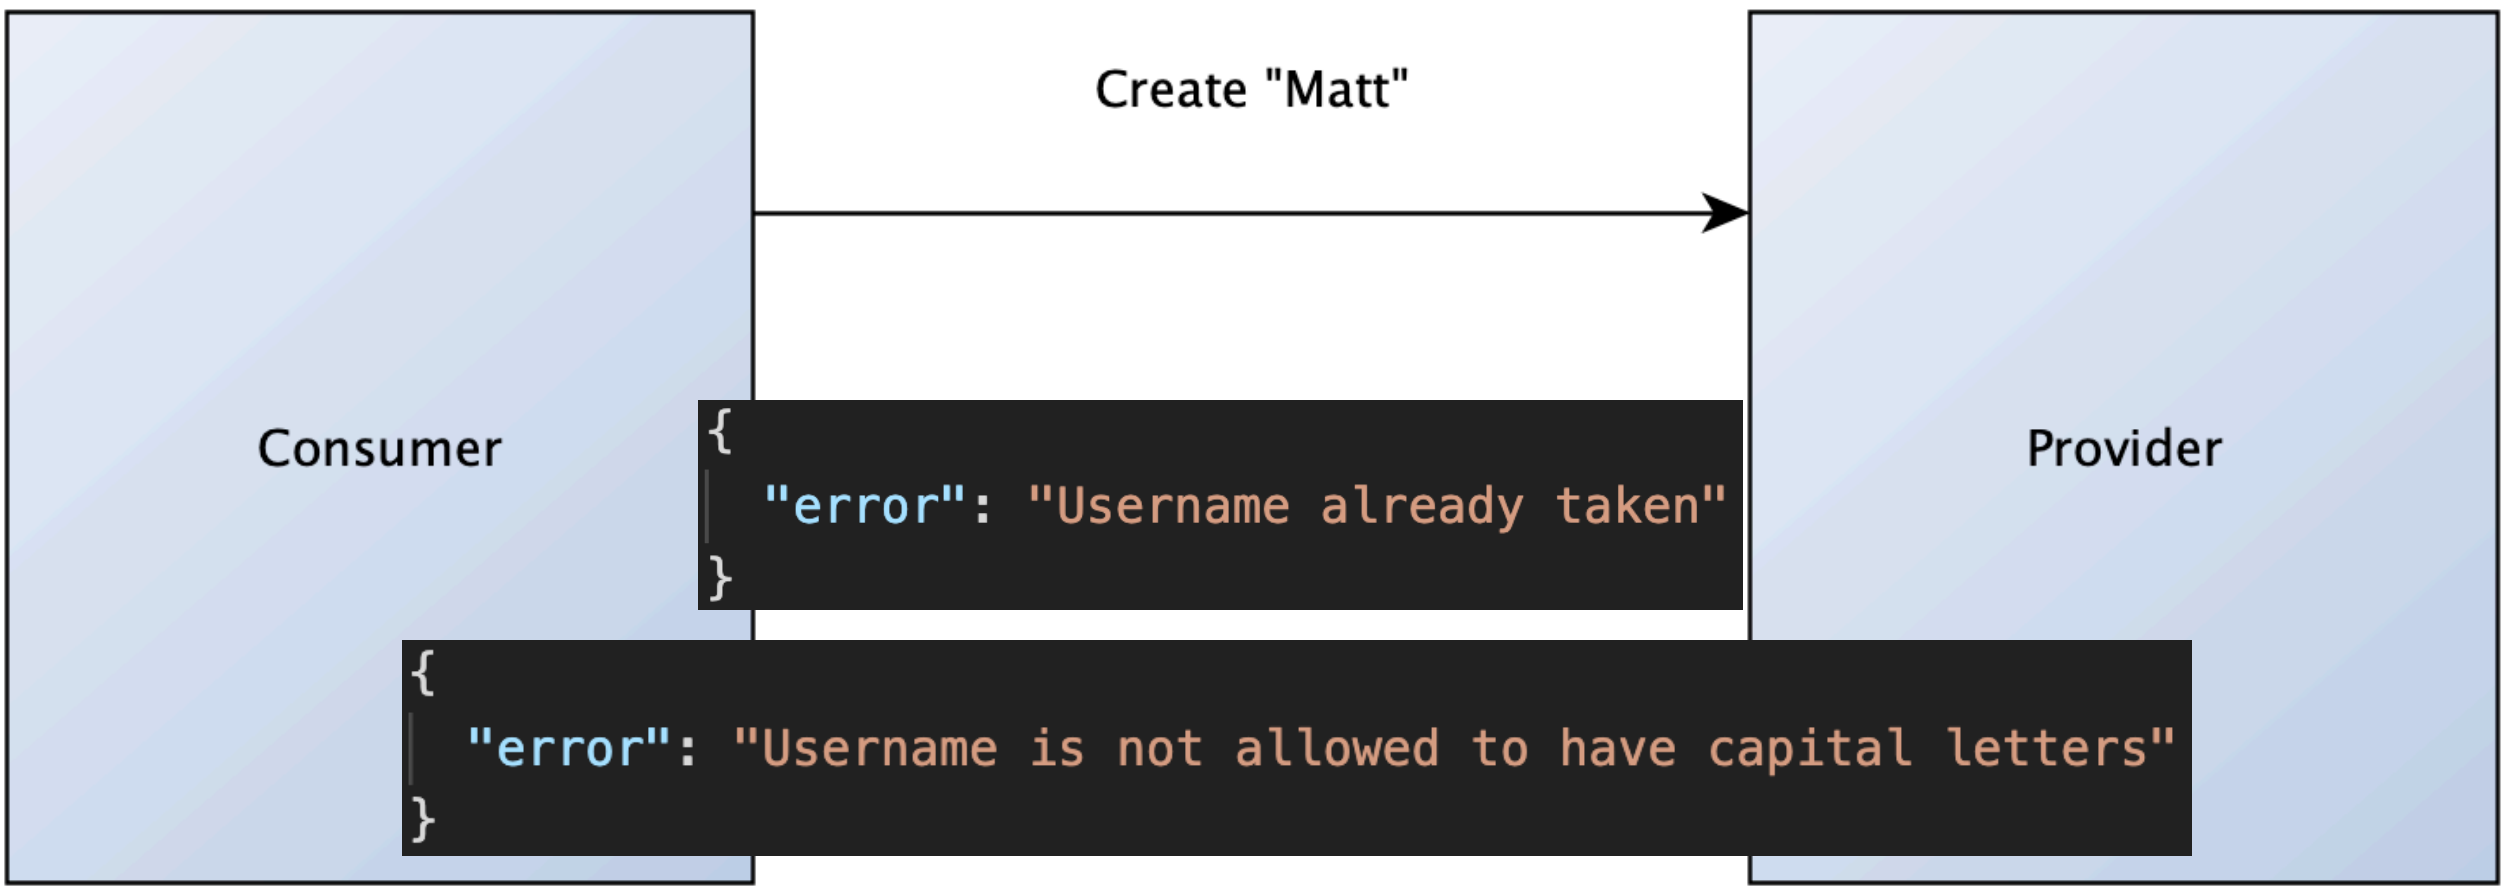 Create "Matt"
Consumer
Provider
{
"error": "Username already taken"
}
{
"error": "Username is not allowed to have capital letters"
}